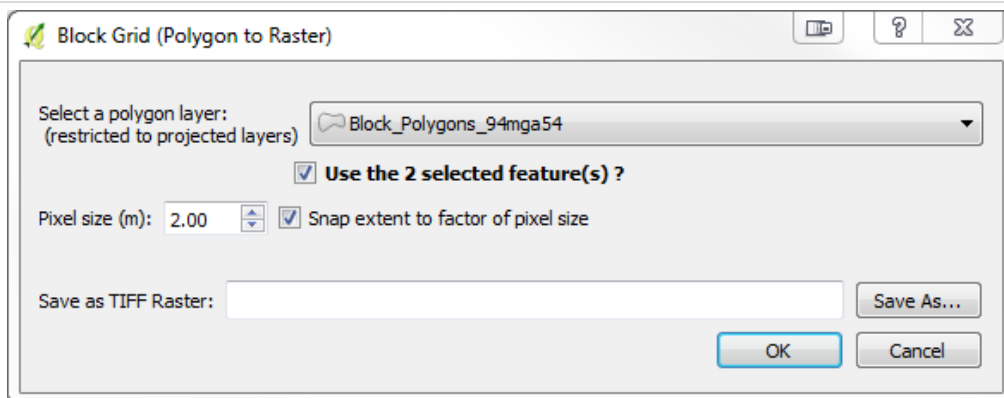 Block Grid (Polygon to Raster)
Select a polygon layer:
(restricted to projected layers)
Block_Polygons_94mga54
Use the 2 selected feature(s) ?
Pixel size (m): 2.00 Snap extent to factor of pixel size
Save as TIFF Raster: Save As...
OK Cancel